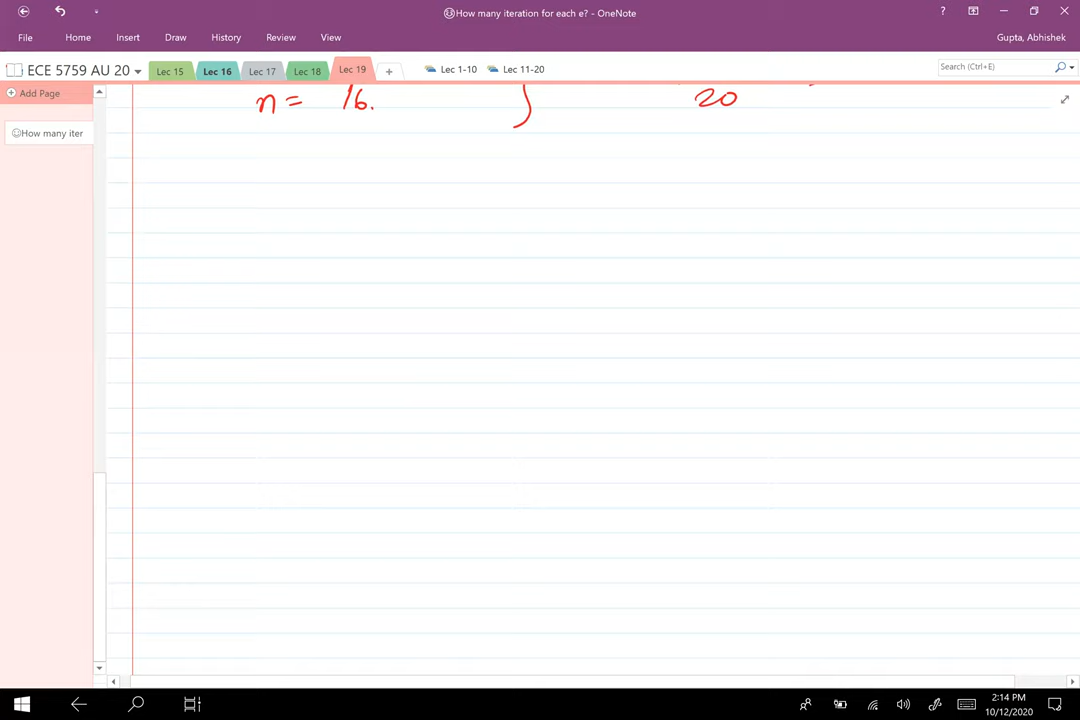 How many iteration for each e? - OneNote
?
File Home Insert Draw History Review View
Gupta, Abhishek
ECE 5759 AU 20
Lec 15 Lec 16 Lec 17 Lec 18 Lec 19 +
Lec 1-10 Lec 11-20
Search (Ctrl+E)
Add Page
How many iter
n = 16.
20
2:14 PM
10/12/2020